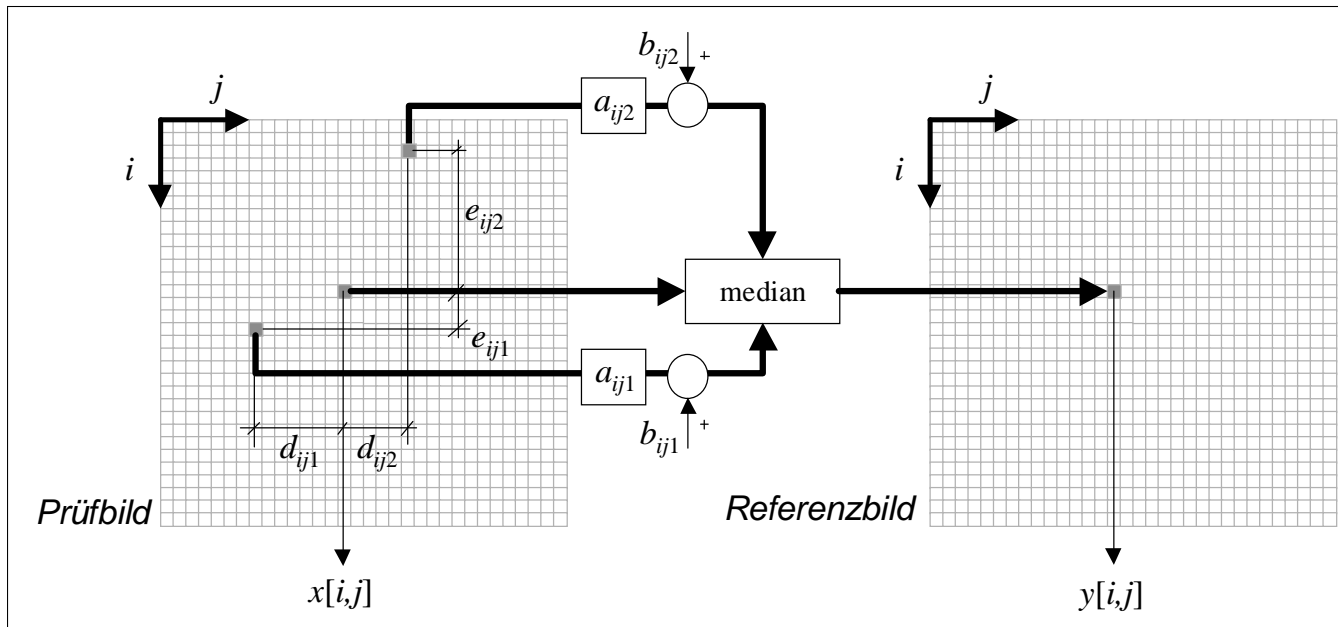 b_ij2 +
j
a_ij2
j
i
i
e_ij2
median
e_ij1
a_ij1
d_ij1 d_ij2
b_ij1 +
Prüfbild
Referenzbild
x[i,j]
y[i,j]